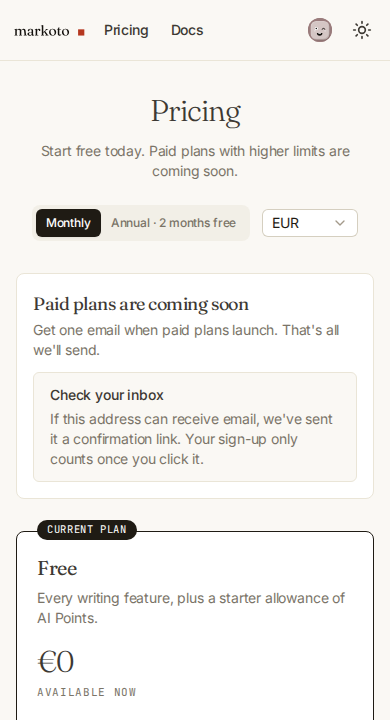 markoto
Pricing
Docs
Pricing
Start free today. Paid plans with higher limits are
coming soon.
Monthly
Annual · 2 months free
EUR
Paid plans are coming soon
Get one email when paid plans launch. That's all
we'll send.
Check your inbox
If this address can receive email, we've sent
it a confirmation link. Your sign-up only
counts once you click it.
CURRENT PLAN
Free
Every writing feature, plus a starter allowance of
AI Points.
€0
AVAILABLE NOW